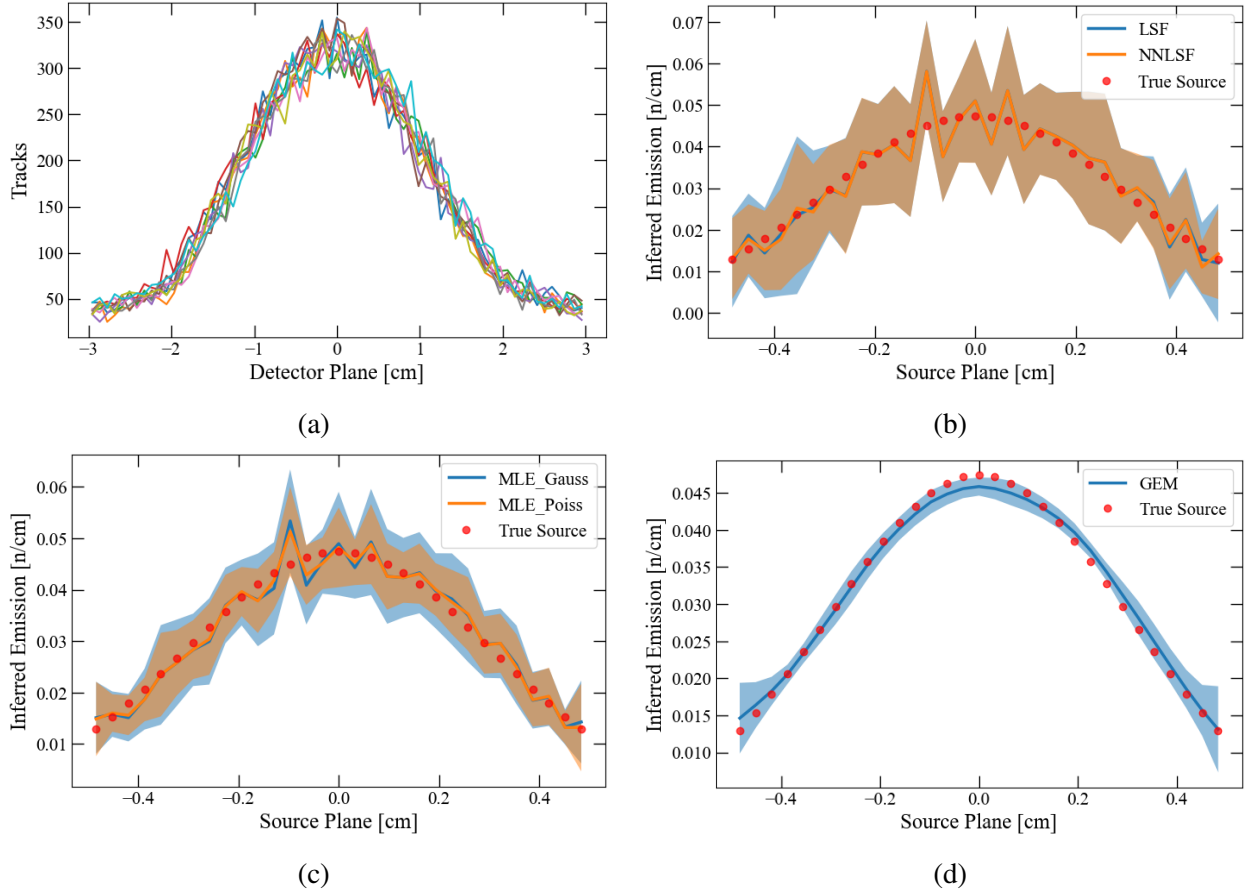 350
300
250
200
150
100
50
Tracks
−3
−2
−1
0
1
2
3
Detector Plane [cm]
(a)
0.07
0.06
0.05
0.04
0.03
0.02
0.01
0.00
Inferred Emission [n/cm]
LSF
NNLSF
True Source
−0.4
−0.2
0.0
0.2
0.4
Source Plane [cm]
(b)
0.06
0.05
0.04
0.03
0.02
0.01
Inferred Emission [n/cm]
MLE_Gauss
MLE_Poiss
True Source
−0.4
−0.2
0.0
0.2
0.4
Source Plane [cm]
(c)
0.045
0.040
0.035
0.030
0.025
0.020
0.015
0.010
Inferred Emission [n/cm]
GEM
True Source
−0.4
−0.2
0.0
0.2
0.4
Source Plane [cm]
(d)